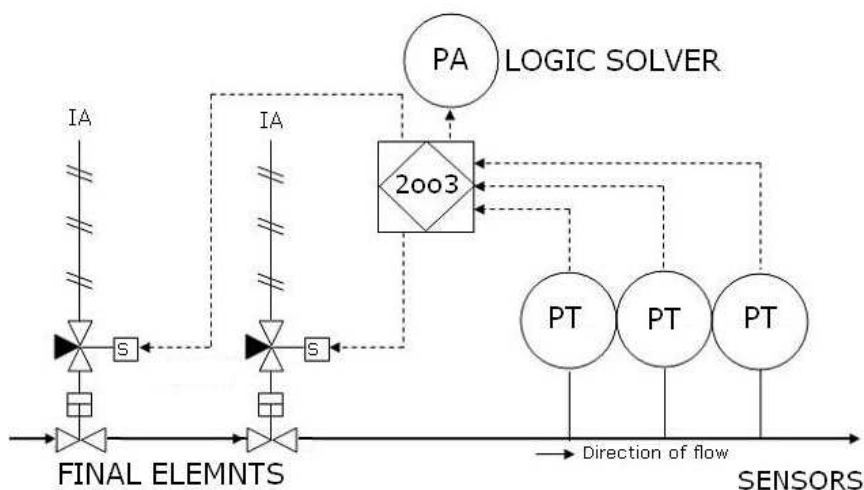 PA
LOGIC SOLVER
IA
IA
2oo3
PT
PT
PT
S
S
Direction of flow
FINAL ELEMNTS
SENSORS